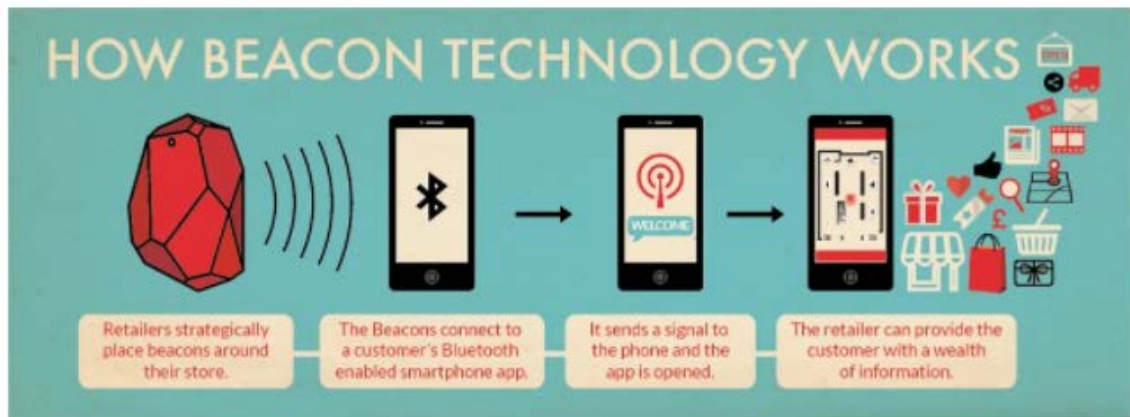 HOW BEACON TECHNOLOGY WORKS
OPEN
WELCOME
£
Retailers strategically
place beacons around
their store.
The Beacons connect to
a customer's Bluetooth
enabled smartphone app.
It sends a signal to
the phone and the
app is opened.
The retailer can provide the
customer with a wealth
of information.